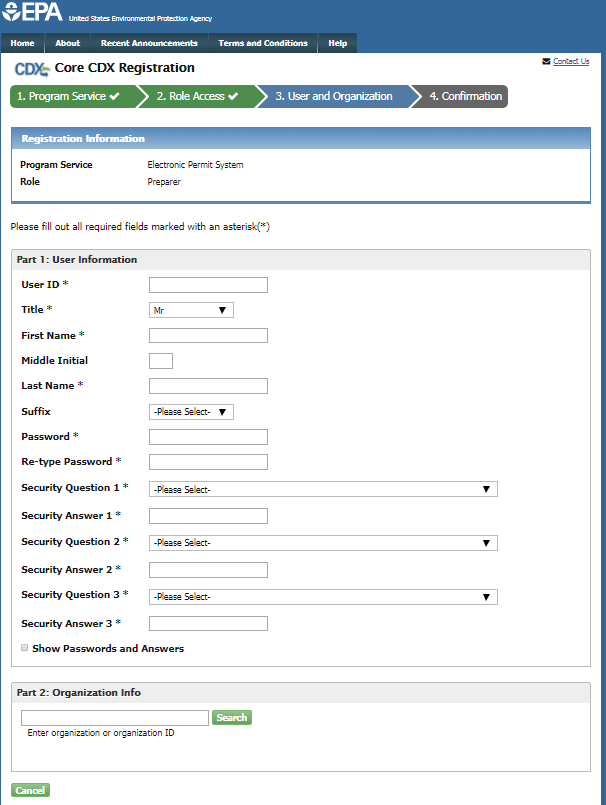 EPA United States Environmental Protection Agency
Home About Recent Announcements Terms and Conditions Help
CDX Core CDX Registration Contact Us
1. Program Service ✔ 2. Role Access ✔ 3. User and Organization 4. Confirmation
Registration Information
Program Service Electronic Permit System
Role Preparer
Please fill out all required fields marked with an asterisk(*)
Part 1: User Information
User ID *
Title * Mr
First Name *
Middle Initial
Last Name *
Suffix -Please Select-
Password *
Re-type Password *
Security Question 1 * -Please Select-
Security Answer 1 *
Security Question 2 * -Please Select-
Security Answer 2 *
Security Question 3 * -Please Select-
Security Answer 3 *
Show Passwords and Answers
Part 2: Organization Info
Search
Enter organization or organization ID
Cancel